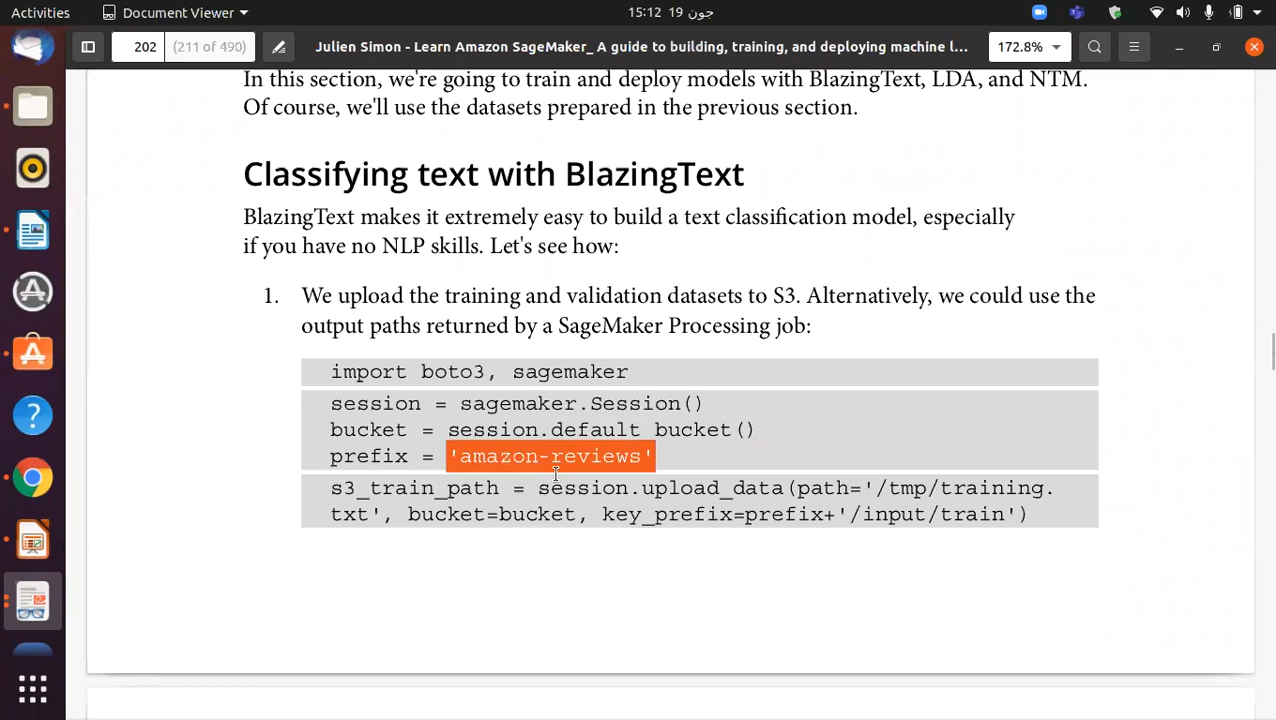 Activities
Document Viewer
15:12 19 جون
202
(211 of 490)
Julien Simon - Learn Amazon SageMaker_ A guide to building, training, and deploying machine l...
172.8%
In this section, we're going to train and deploy models with BlazingText, LDA, and NTM.
Of course, we'll use the datasets prepared in the previous section.
Classifying text with BlazingText
BlazingText makes it extremely easy to build a text classification model, especially
if you have no NLP skills. Let's see how:
1. We upload the training and validation datasets to S3. Alternatively, we could use the
output paths returned by a SageMaker Processing job:
import boto3, sagemaker
session = sagemaker.Session()
bucket = session.default_bucket()
prefix = 'amazon-reviews'
s3_train_path = session.upload_data(path='/tmp/training.
txt', bucket=bucket, key_prefix=prefix+'/input/train')